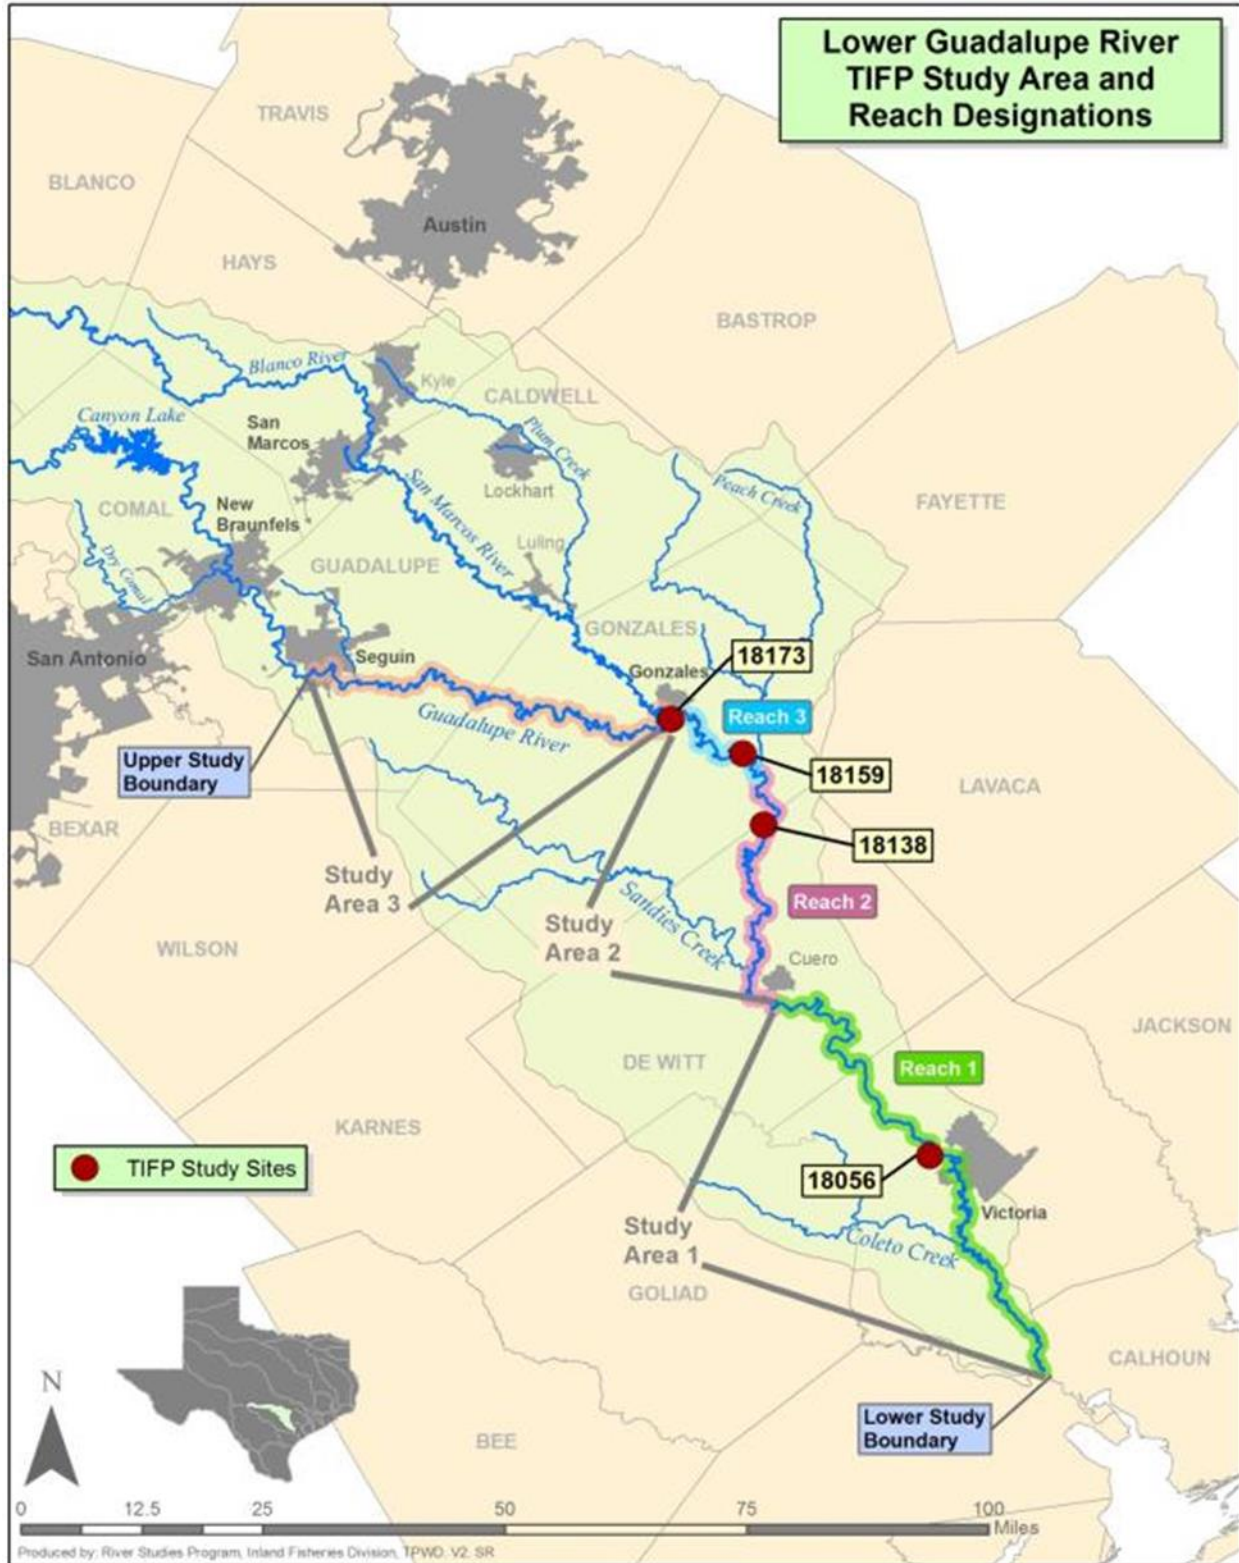 Lower Guadalupe River
TIFP Study Area and
Reach Designations
TRAVIS
BLANCO
Austin
HAYS
BASTROP
Blanco River
Kyle
CALDWELL
Canyon Lake
San
Marcos
Plum Creek
Lockhart
San Marcos River
Peach Creek
FAYETTE
COMAL
New
Braunfels
Luling
Dry Comal
GUADALUPE
GONZALES
San Antonio
Seguin
Gonzales
18173
Guadalupe River
Reach 3
Upper Study
Boundary
18159
LAVACA
BEXAR
18138
Study
Area 3
Reach 2
Study
Area 2
Sandies Creek
WILSON
Cuero
JACKSON
DE WITT
Reach 1
KARNES
TIFP Study Sites
18056
Victoria
Study
Area 1
Coleto Creek
GOLIAD
CALHOUN
N
Lower Study
Boundary
BEE
0 12.5 25 50 75 100
Miles
Produced by: River Studies Program, Inland Fisheries Division, TPWD. V2. SR